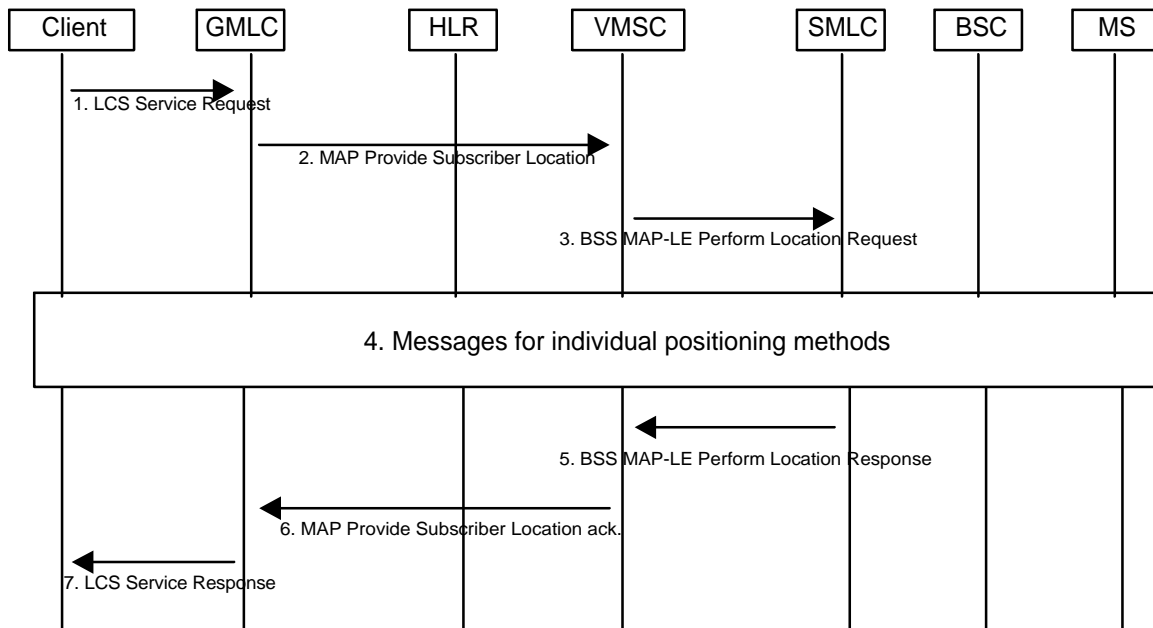 Client GMLC HLR VMSC SMLC BSC MS
1. LCS Service Request
2. MAP Provide Subscriber Location
3. BSS MAP-LE Perform Location Request
4. Messages for individual positioning methods
5. BSS MAP-LE Perform Location Response
6. MAP Provide Subscriber Location ack.
7. LCS Service Response